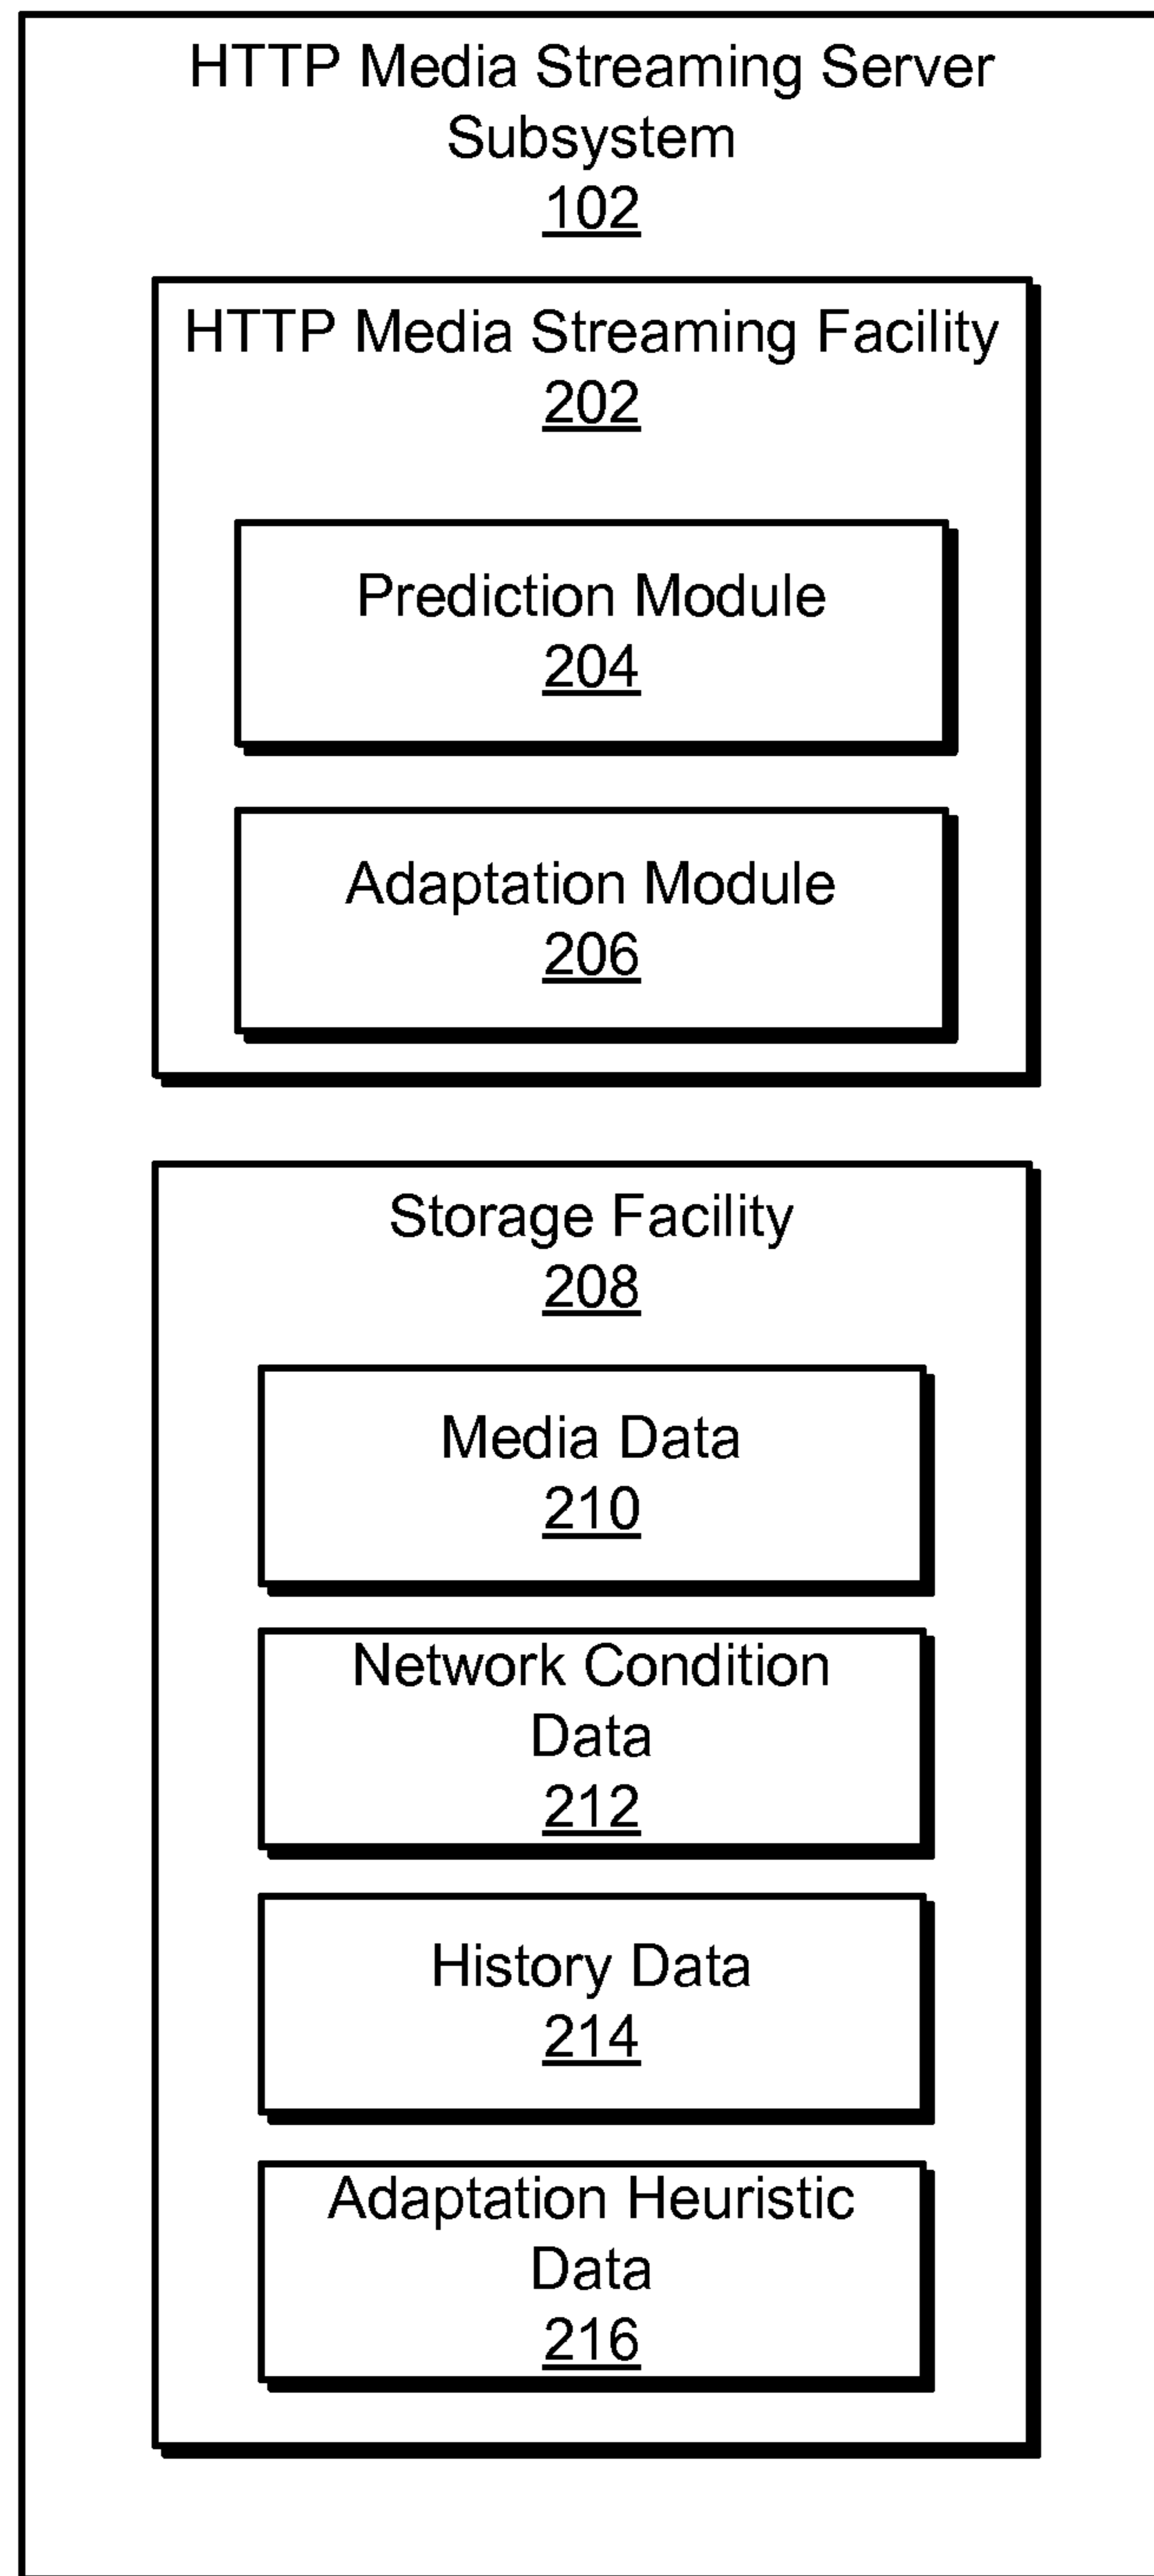 HTTP Media Streaming Server
Subsystem
102
HTTP Media Streaming Facility
202
Prediction Module
204
Adaptation Module
206
Storage Facility
208
Media Data
210
Network Condition
Data
212
History Data
214
Adaptation Heuristic
Data
216